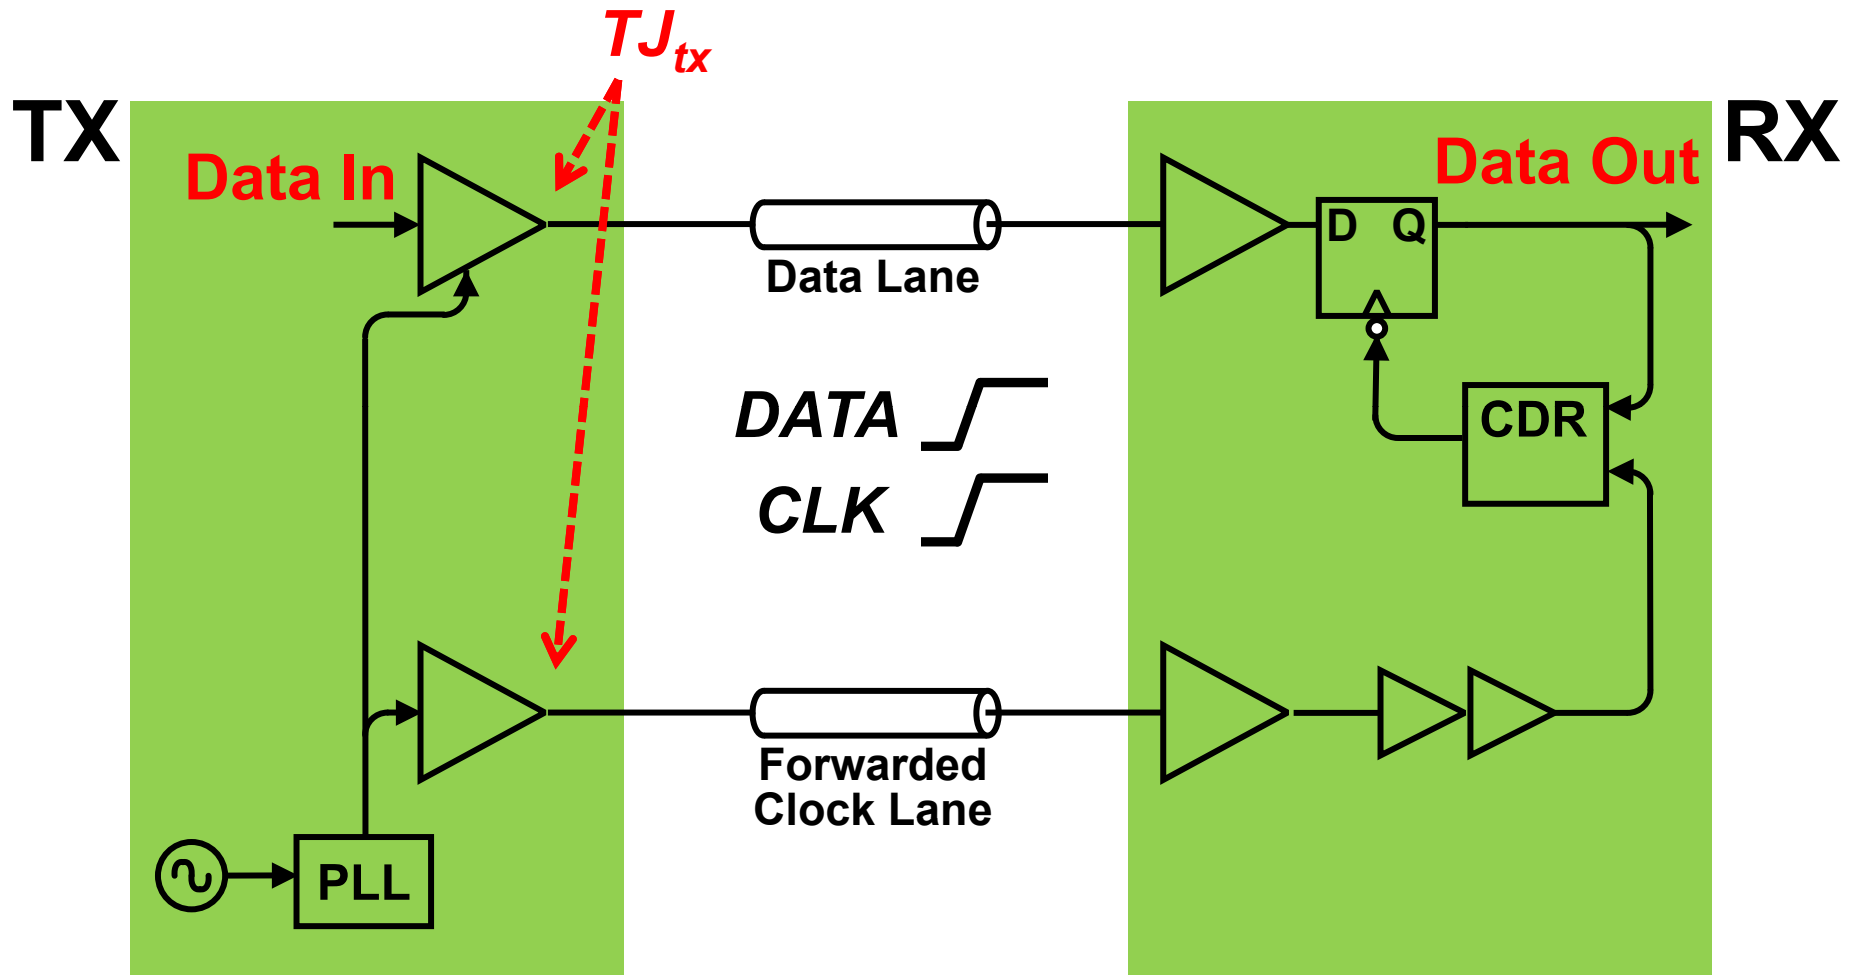 TJtx
TX
RX
Data In
Data Out
D Q
Data Lane
DATA
CLK
CDR
Forwarded
Clock Lane
PLL